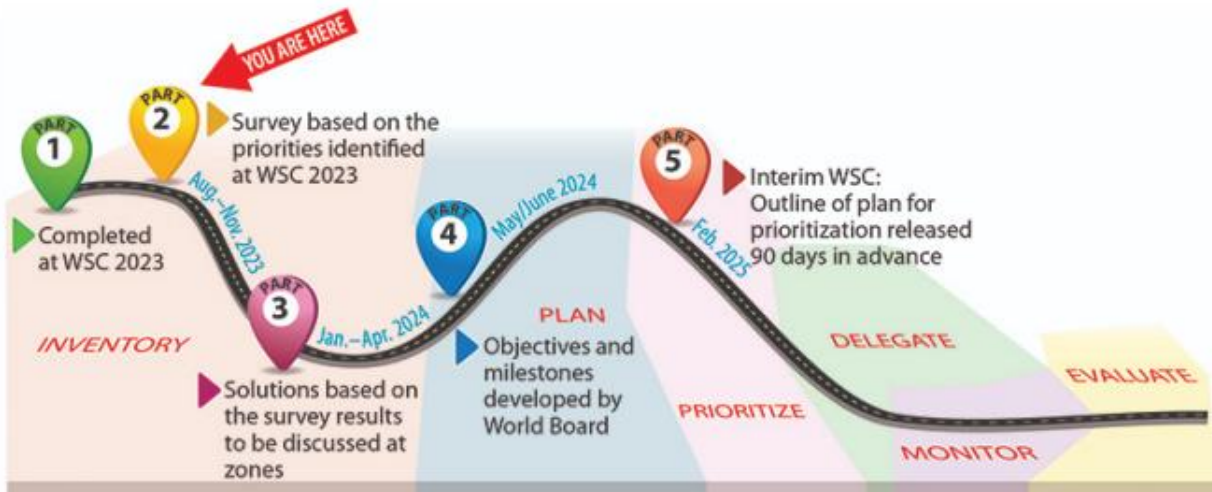 YOU ARE HERE
PART
1
Completed
at WSC 2023
PART
2
Survey based on the
priorities identified
at WSC 2023
Aug.–Nov. 2023
PART
3
Solutions based on
the survey results
to be discussed at
zones
Jan.–Apr. 2024
PART
4
Objectives and
milestones
developed by
World Board
May/June 2024
PART
5
Interim WSC:
Outline of plan for
prioritization released
90 days in advance
Feb. 2025
INVENTORY
PLAN
PRIORITIZE
DELEGATE
MONITOR
EVALUATE